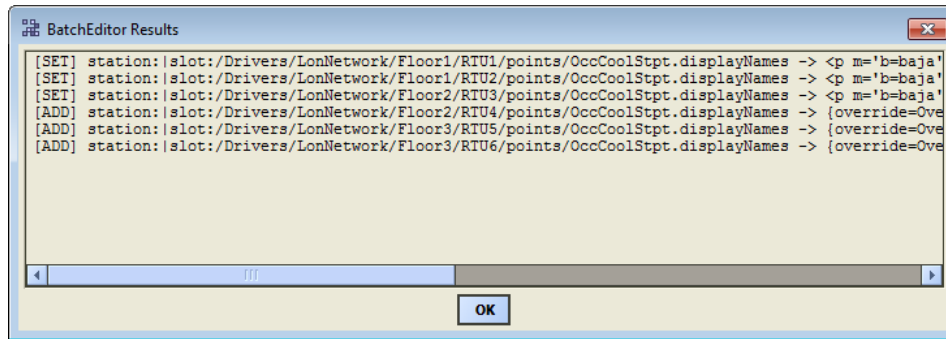 BatchEditor Results
[SET] station:|slot:/Drivers/LonNetwork/Floor1/RTU1/points/OccCoolStpt.displayNames -> <p m='b=baja'
[SET] station:|slot:/Drivers/LonNetwork/Floor1/RTU2/points/OccCoolStpt.displayNames -> <p m='b=baja'
[SET] station:|slot:/Drivers/LonNetwork/Floor2/RTU3/points/OccCoolStpt.displayNames -> <p m='b=baja'
[ADD] station:|slot:/Drivers/LonNetwork/Floor2/RTU4/points/OccCoolStpt.displayNames -> {override=Ove
[ADD] station:|slot:/Drivers/LonNetwork/Floor3/RTU5/points/OccCoolStpt.displayNames -> {override=Ove
[ADD] station:|slot:/Drivers/LonNetwork/Floor3/RTU6/points/OccCoolStpt.displayNames -> {override=Ove
OK